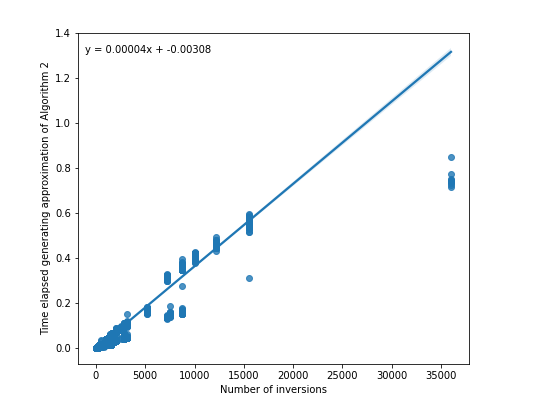 y = 0.00004x + -0.00308
Time elapsed generating approximation of Algorithm 2
1.4
1.2
1.0
0.8
0.6
0.4
0.2
0.0
0 5000 10000 15000 20000 25000 30000 35000
Number of inversions